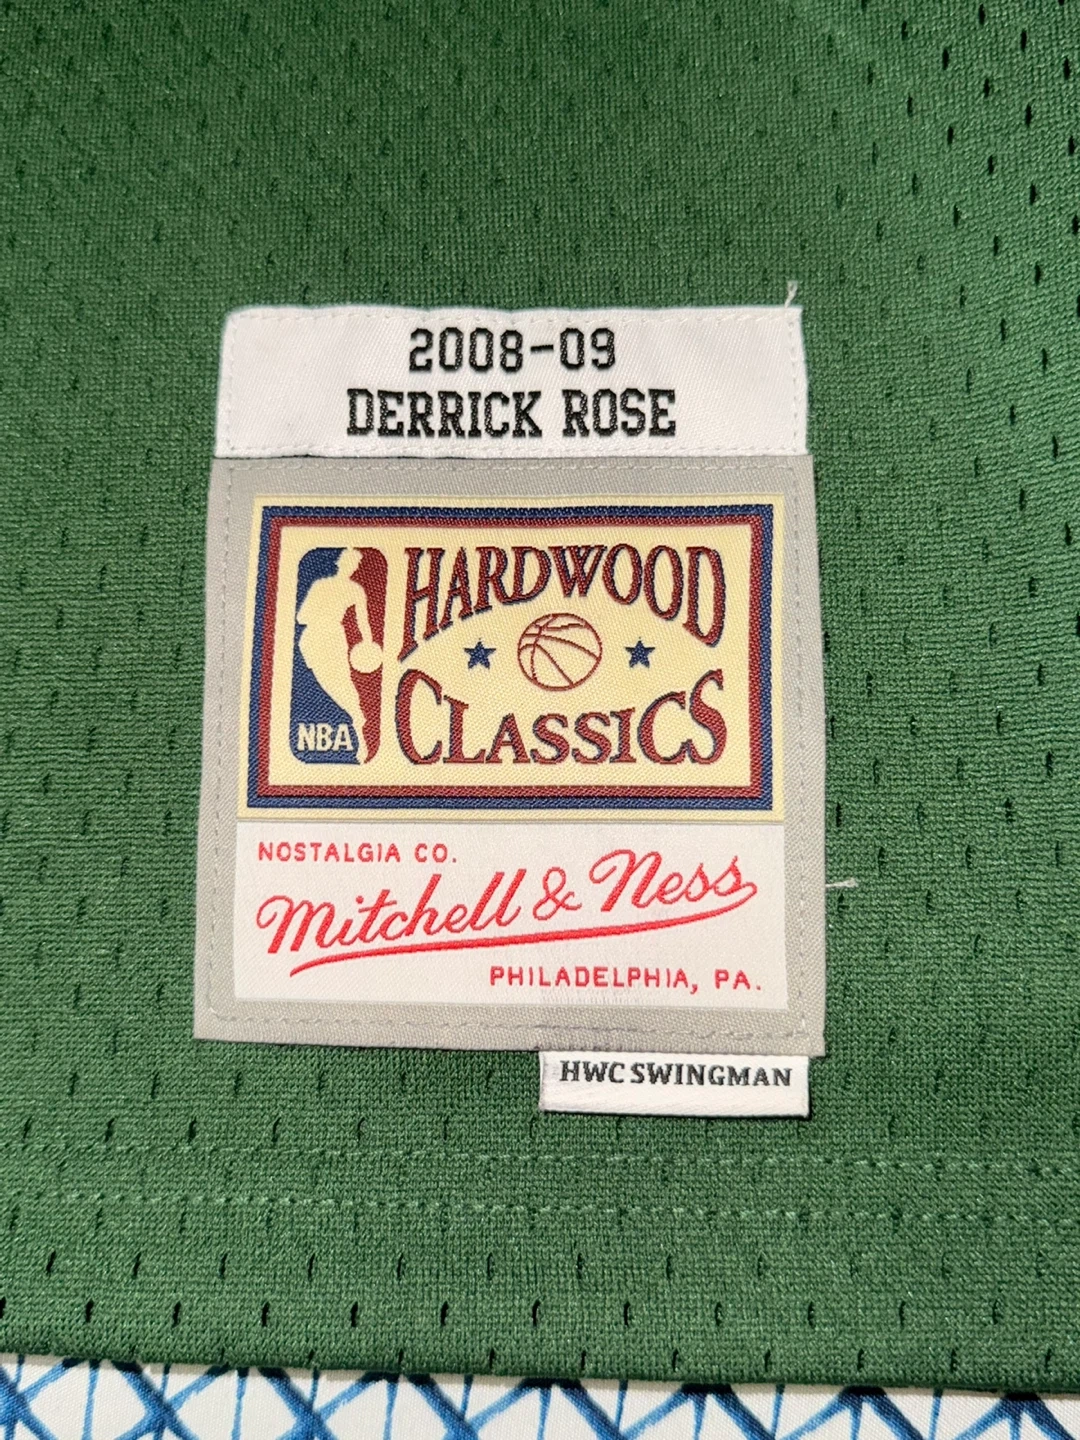 2008-09
DERRICK ROSE
HARDWOOD
CLASSICS
NBA
NOSTALGIA CO.
Mitchell & Ness
PHILADELPHIA, PA.
HWC SWINGMAN